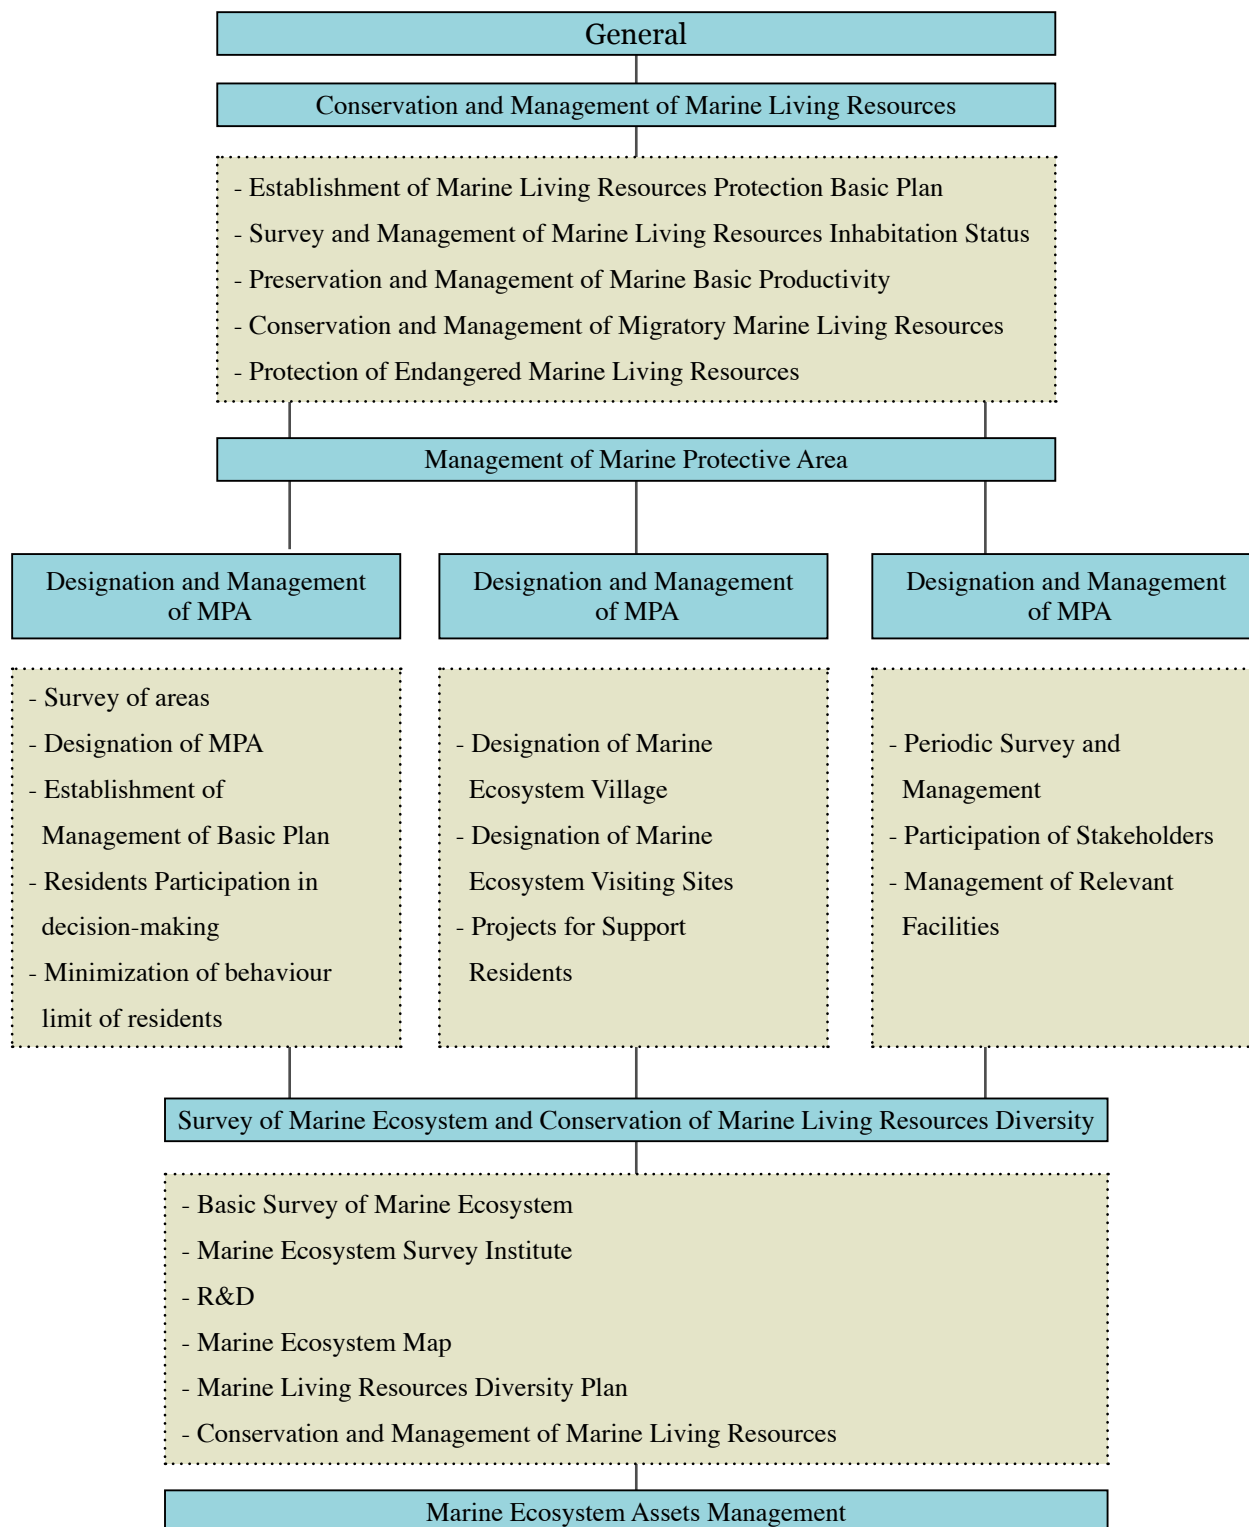 General
Conservation and Management of Marine Living Resources
- Establishment of Marine Living Resources Protection Basic Plan
- Survey and Management of Marine Living Resources Inhabitation Status
- Preservation and Management of Marine Basic Productivity
- Conservation and Management of Migratory Marine Living Resources
- Protection of Endangered Marine Living Resources
Management of Marine Protective Area
Designation and Management
of MPA
- Survey of areas
- Designation of MPA
- Establishment of
Management of Basic Plan
- Residents Participation in
decision-making
- Minimization of behaviour
limit of residents
Designation and Management
of MPA
- Designation of Marine
Ecosystem Village
- Designation of Marine
Ecosystem Visiting Sites
- Projects for Support
Residents
Designation and Management
of MPA
- Periodic Survey and
Management
- Participation of Stakeholders
- Management of Relevant
Facilities
Survey of Marine Ecosystem and Conservation of Marine Living Resources Diversity
- Basic Survey of Marine Ecosystem
- Marine Ecosystem Survey Institute
- R&D
- Marine Ecosystem Map
- Marine Living Resources Diversity Plan
- Conservation and Management of Marine Living Resources
Marine Ecosystem Assets Management